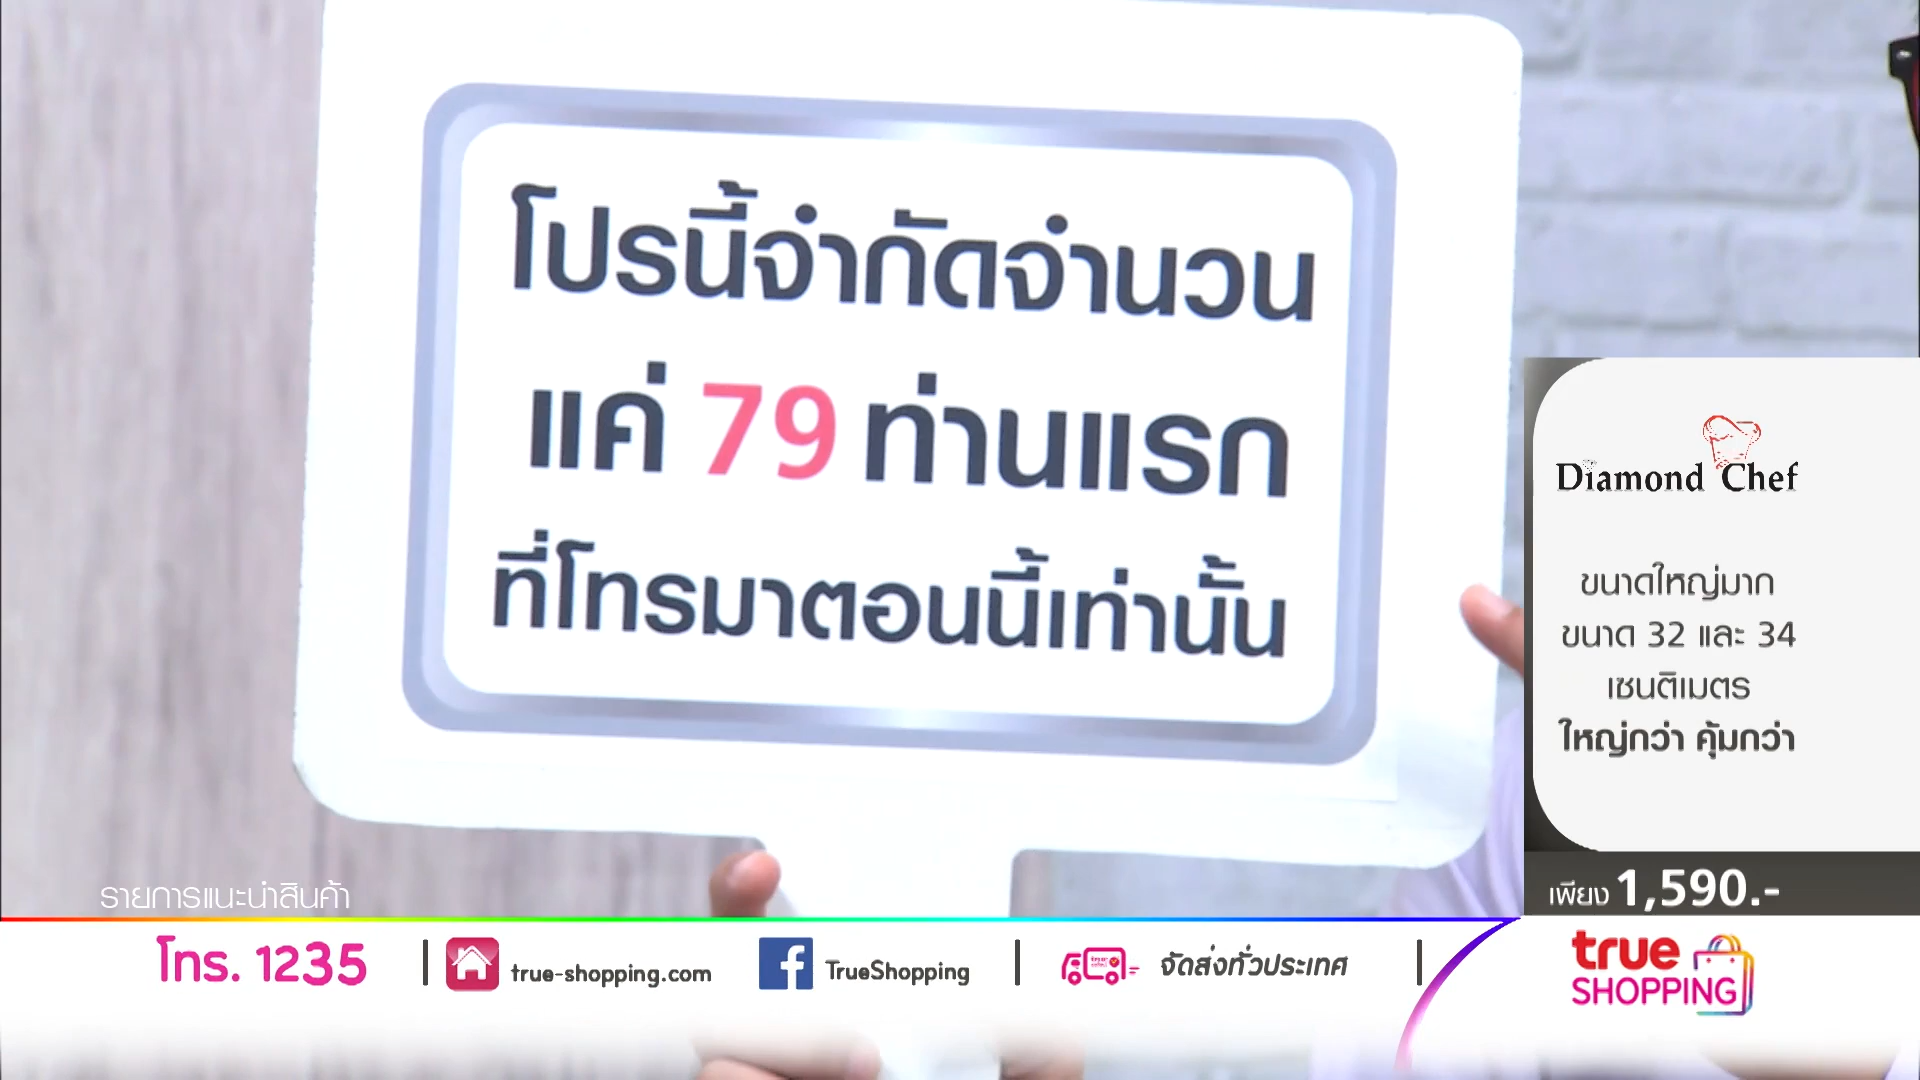 โปรนี้จำกัดจำนวน
แค่ 79 ท่านแรก
ที่โทรมาตอนนี้เท่านั้น
Diamond Chef
ขนาดใหญ่มาก
ขนาด 32 และ 34
เซนติเมตร
ใหญ่กว่า คุ้มกว่า
เพียง 1,590.-
รายการแนะนำสินค้า
โทร. 1235
true-shopping.com
TrueShopping
จัดส่งทั่วประเทศ
true
SHOPPING